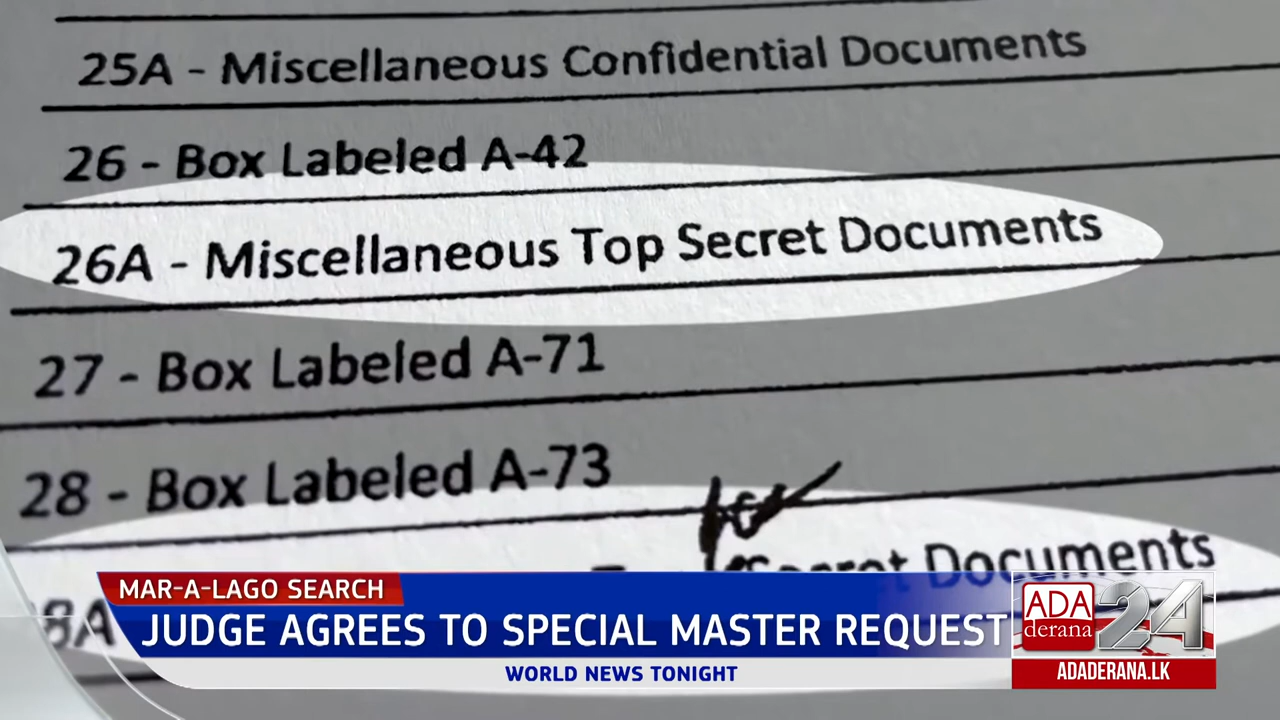 25A - Miscellaneous Confidential Documents
26 - Box Labeled A-42
26A - Miscellaneous Top Secret Documents
27 - Box Labeled A-71
28 - Box Labeled A-73
Secret Documents
MAR-A-LAGO SEARCH
JUDGE AGREES TO SPECIAL MASTER REQUEST
WORLD NEWS TONIGHT
ADA
derana
24
ADADERANA.LK